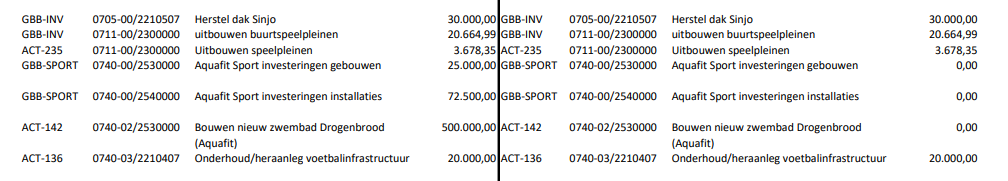 GBB-INV 0705-00/2210507 Herstel dak Sinjo 30.000,00 GBB-INV 0705-00/2210507 Herstel dak Sinjo 30.000,00
GBB-INV 0711-00/2300000 uitbouwen buurtspeelpleinen 20.664,99 GBB-INV 0711-00/2300000 uitbouwen buurtspeelpleinen 20.664,99
ACT-235 0711-00/2300000 Uitbouwen speelpleinen 3.678,35 ACT-235 0711-00/2300000 Uitbouwen speelpleinen 3.678,35
GBB-SPORT 0740-00/2530000 Aquafit Sport investeringen gebouwen 25.000,00 GBB-SPORT 0740-00/2530000 Aquafit Sport investeringen gebouwen 0,00
GBB-SPORT 0740-00/2540000 Aquafit Sport investeringen installaties 72.500,00 GBB-SPORT 0740-00/2540000 Aquafit Sport investeringen installaties 0,00
ACT-142 0740-02/2530000 Bouwen nieuw zwembad Drogenbrood 500.000,00 ACT-142 0740-02/2530000 Bouwen nieuw zwembad Drogenbrood 0,00
(Aquafit) (Aquafit)
ACT-136 0740-03/2210407 Onderhoud/heraanleg voetbalinfrastructuur 20.000,00 ACT-136 0740-03/2210407 Onderhoud/heraanleg voetbalinfrastructuur 20.000,00